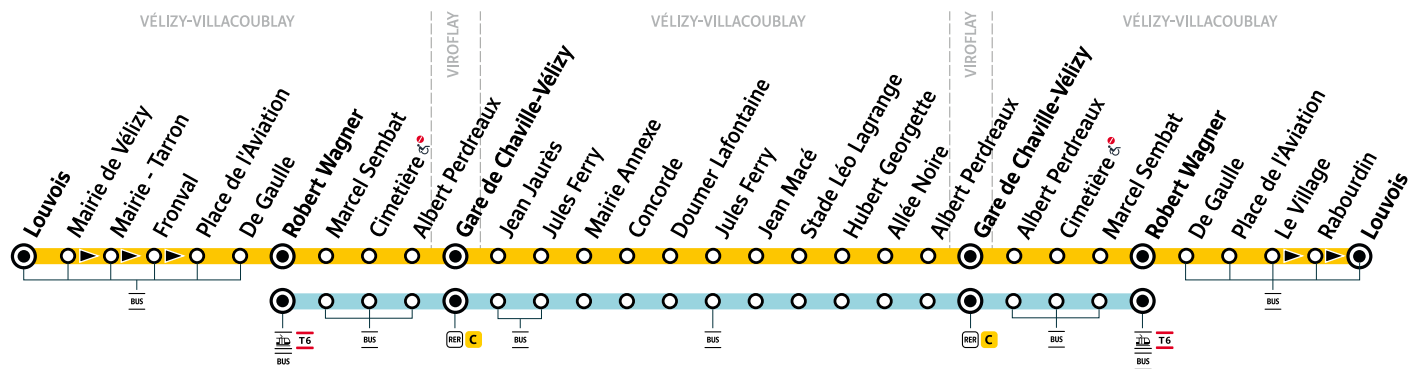 VÉLIZY-VILLACOUBLAY
VIROFLAY
VÉLIZY-VILLACOUBLAY
VIROFLAY
VÉLIZY-VILLACOUBLAY
Louvois
Mairie de Vélizy
Mairie - Tarron
Fronval
Place de l'Aviation
De Gaulle
Robert Wagner
Marcel Sembat
Cimetière
Albert Perdreaux
Gare de Chaville-Vélizy
Jean Jaurès
Jules Ferry
Mairie Annexe
Concorde
Doumer Lafontaine
Jules Ferry
Jean Macé
Stade Léo Lagrange
Hubert Georgette
Allée Noire
Albert Perdreaux
Gare de Chaville-Vélizy
Albert Perdreaux
Cimetière
Marcel Sembat
Robert Wagner
De Gaulle
Place de l'Aviation
Le Village
Rabourdin
Louvois
BUS
BUS
T6
BUS
BUS
RER C
BUS
BUS
RER C
BUS
T6
BUS